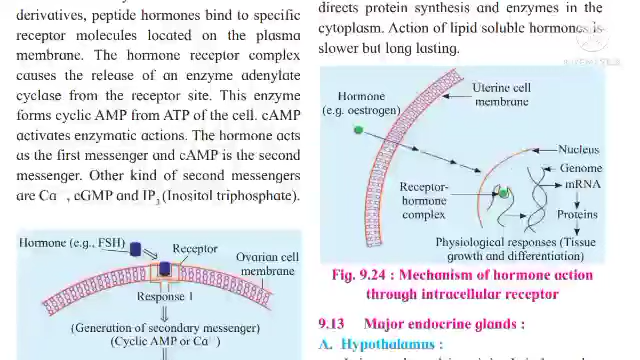 derivatives, peptide hormones bind to specific
receptor molecules located on the plasma
membrane. The hormone receptor complex
causes the release of an enzyme adenylate
cyclase from the receptor site. This enzyme
forms cyclic AMP from ATP of the cell. cAMP
activates enzymatic actions. The hormone acts
as the first messenger and cAMP is the second
messenger. Other kind of second messengers
are Ca , cGMP and IP3 (Inositol triphosphate).
Hormone (e.g., FSH)
Receptor
Ovarian cell
membrane
Response 1
(Generation of secondary messenger)
(Cyclic AMP or Ca
directs protein synthesis and enzymes in the
cytoplasm. Action of lipid soluble hormones is
slower but long lasting.
Hormone
(e.g. oestrogen)
Uterine cell
membrane
Nucleus
Genome
mRNA
Receptor-
hormone
complex
Proteins
Physiological responses (Tissue
growth and differentiation)
Fig. 9.24 : Mechanism of hormone action
through intracellular receptor
9.13 Major endocrine glands :
A. Hypothalamus :